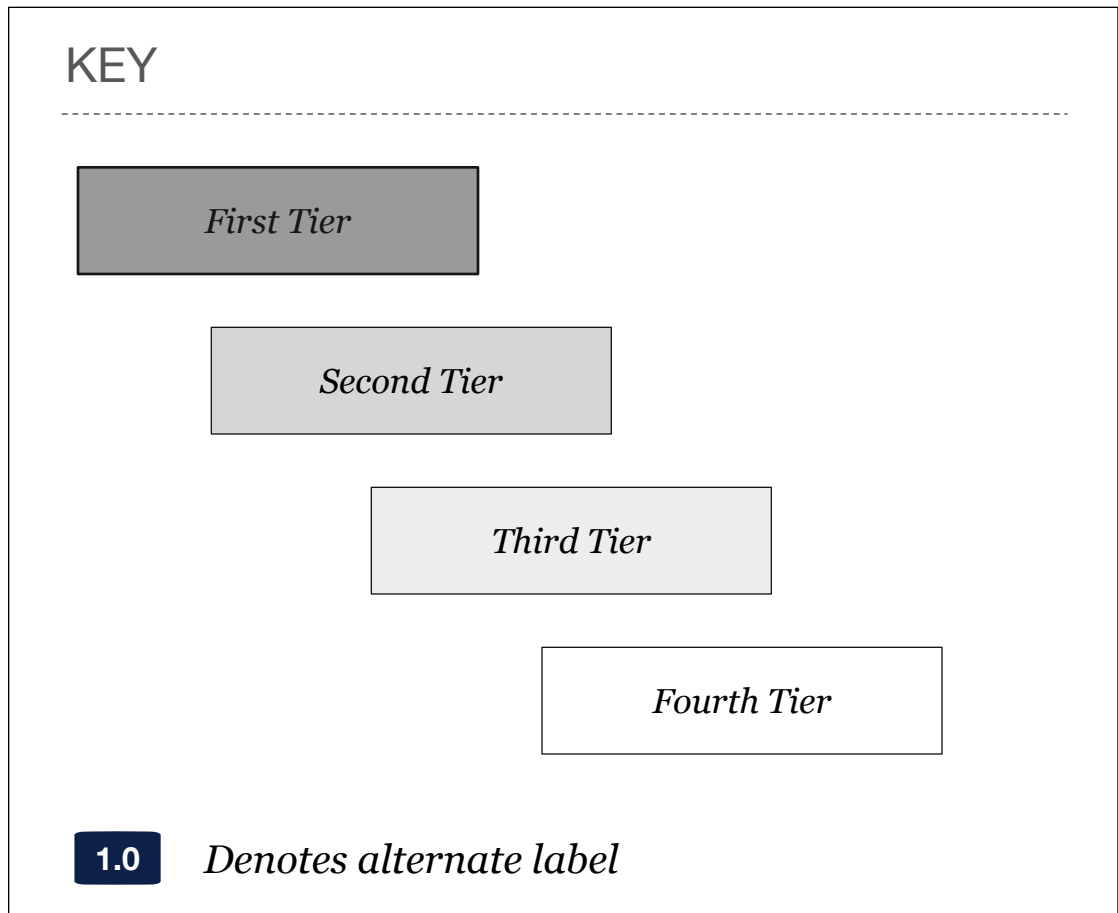 KEY
First Tier
Second Tier
Third Tier
Fourth Tier
1.0 Denotes alternate label